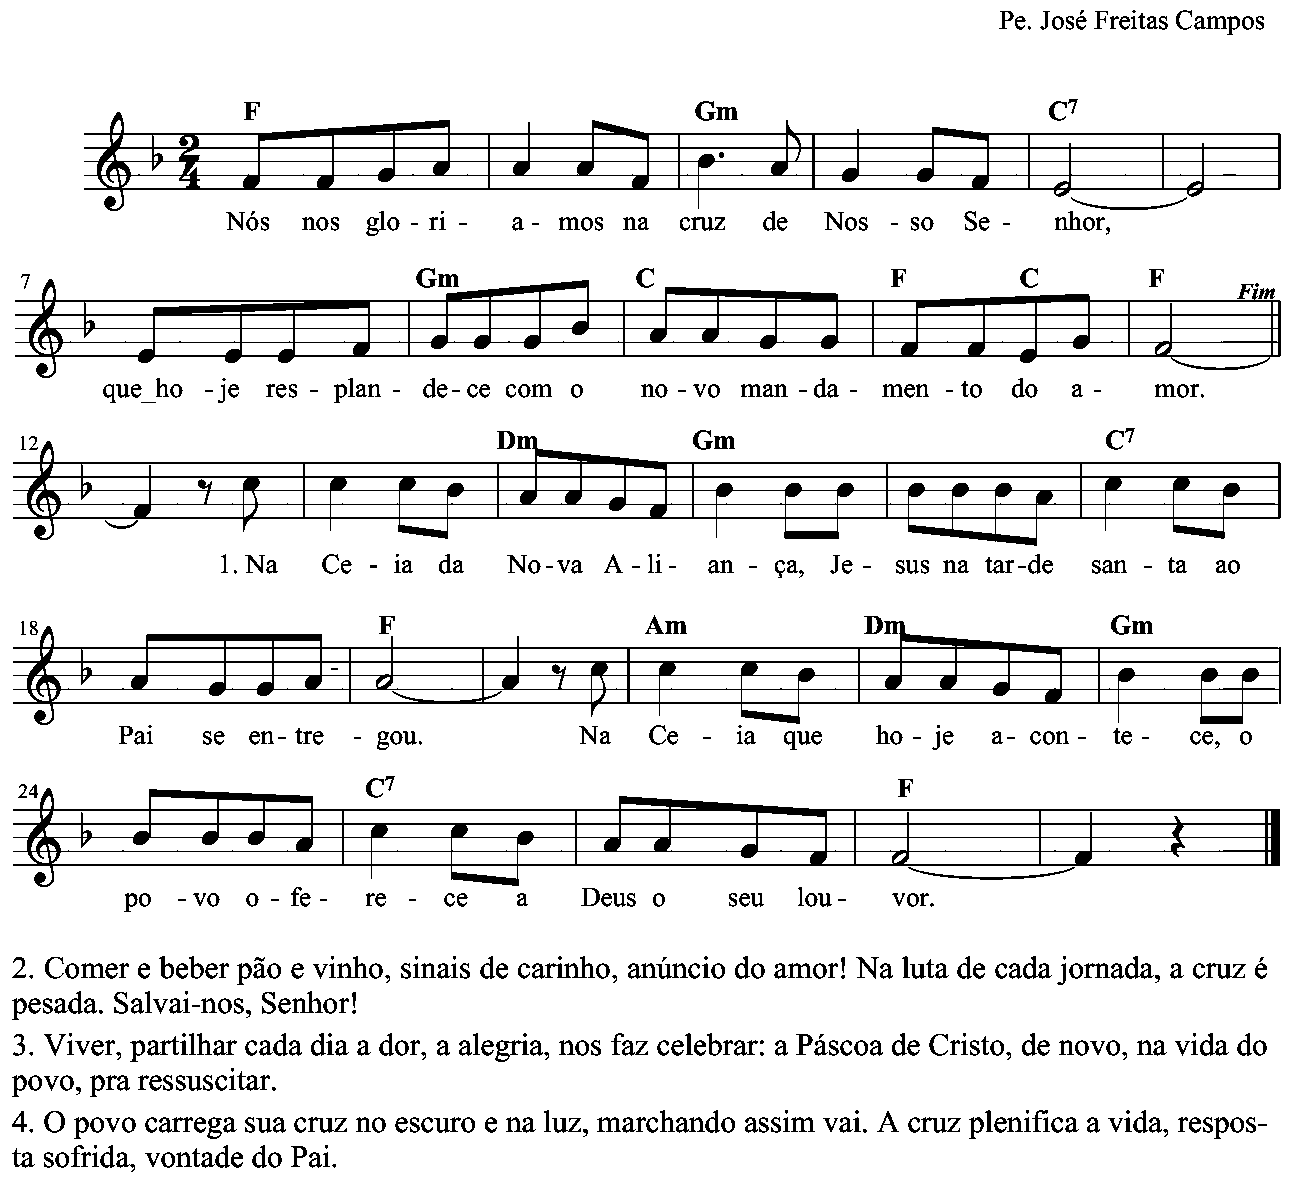 Pe. José Freitas Campos
F Gm C7
2
4
Nós nos glo-ri- a-mos na cruz de Nos-so Se-nhor,
7 Gm C F C F Fim
que_ho-je res-plan-de-ce com o no-vo man-da-men-to do a-mor.
12 Dm Gm C7
1. Na Ce-ia da No-va A-li-an-ça, Je-sus na tar-de san-ta ao
18 F Am Dm Gm
Pai se en-tre-gou. Na Ce-ia que ho-je a-con-te-ce, o
24 C7 F
po-vo o-fe-re-ce a Deus o seu lou-vor.
2. Comer e beber pão e vinho, sinais de carinho, anúncio do amor! Na luta de cada jornada, a cruz é
pesada. Salvai-nos, Senhor!
3. Viver, partilhar cada dia a dor, a alegria, nos faz celebrar: a Páscoa de Cristo, de novo, na vida do
povo, pra ressuscitar.
4. O povo carrega sua cruz no escuro e na luz, marchando assim vai. A cruz plenifica a vida, respos-
ta sofrida, vontade do Pai.